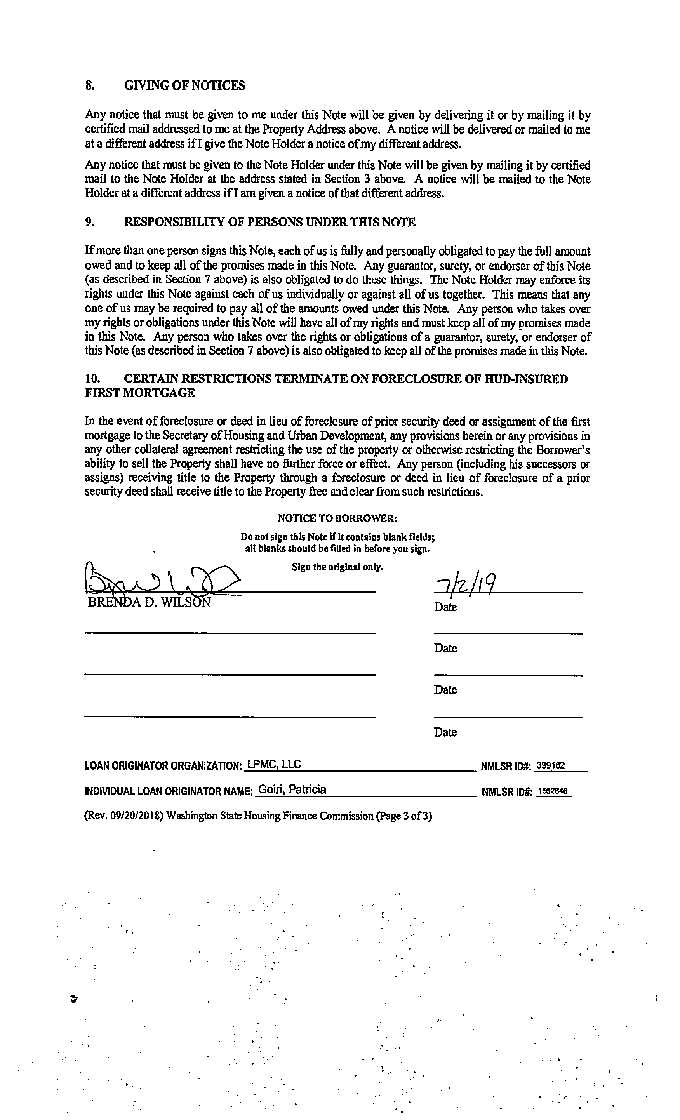 8. GIVING OF NOTICES
Any notice that must be given to me under this Note will be given by delivering it or by mailing it by
certified mail addressed to me at the Property Address above. A notice will be delivered or mailed to me
at a different address if I give the Note Holder a notice of my different address.
Any notice that must be given to the Note Holder under this Note will be given by mailing it by certified
mail to the Note Holder at the address stated in Section 3 above. A notice will be mailed to the Note
Holder at a different address if I am given a notice of that different address.
9. RESPONSIBILITY OF PERSONS UNDER THIS NOTE
If more than one person signs this Note, each of us is fully and personally obligated to pay the full amount
owed and to keep all of the promises made in this Note. Any guarantor, surety, or endorser of this Note
(as described in Section 7 above) is also obligated to do these things. The Note Holder may enforce its
rights under this Note against each of us individually or against all of us together. This means that any
one of us may be required to pay all of the amounts owed under this Note. Any person who takes over
my rights or obligations under this Note will have all of my rights and must keep all of my promises made
in this Note. Any person who takes over the rights or obligations of a guarantor, surety, or endorser of
this Note (as described in Section 7 above) is also obligated to keep all of the promises made in this Note.
10. CERTAIN RESTRICTIONS TERMINATE ON FORECLOSURE OF HUD-INSURED
FIRST MORTGAGE
In the event of foreclosure or deed in lieu of foreclosure of prior security deed or assignment of the first
mortgage to the Secretary of Housing and Urban Development, any provisions herein or any provisions in
any other collateral agreement restricting the use of the property or otherwise restricting the Borrower's
ability to sell the Property shall have no further force or effect. Any person (including his successors or
assigns) receiving title to the Property through a foreclosure or deed in lieu of foreclosure of a prior
security deed shall receive title to the Property free and clear from such restrictions.
NOTICE TO BORROWER:
Do not sign this Note if it contains blank fields;
all blanks should be filled in before you sign.
Sign the original only.
7/2/19
BRENDA D. WILSON Date
Date
Date
Date
LOAN ORIGINATOR ORGANIZATION: LPMC, LLC NMLSR ID#:
INDIVIDUAL LOAN ORIGINATOR NAME: Goiri, Patricia NMLSR ID#:
(Rev. 09/20/2018) Washington State Housing Finance Commission (Page 3 of 3)